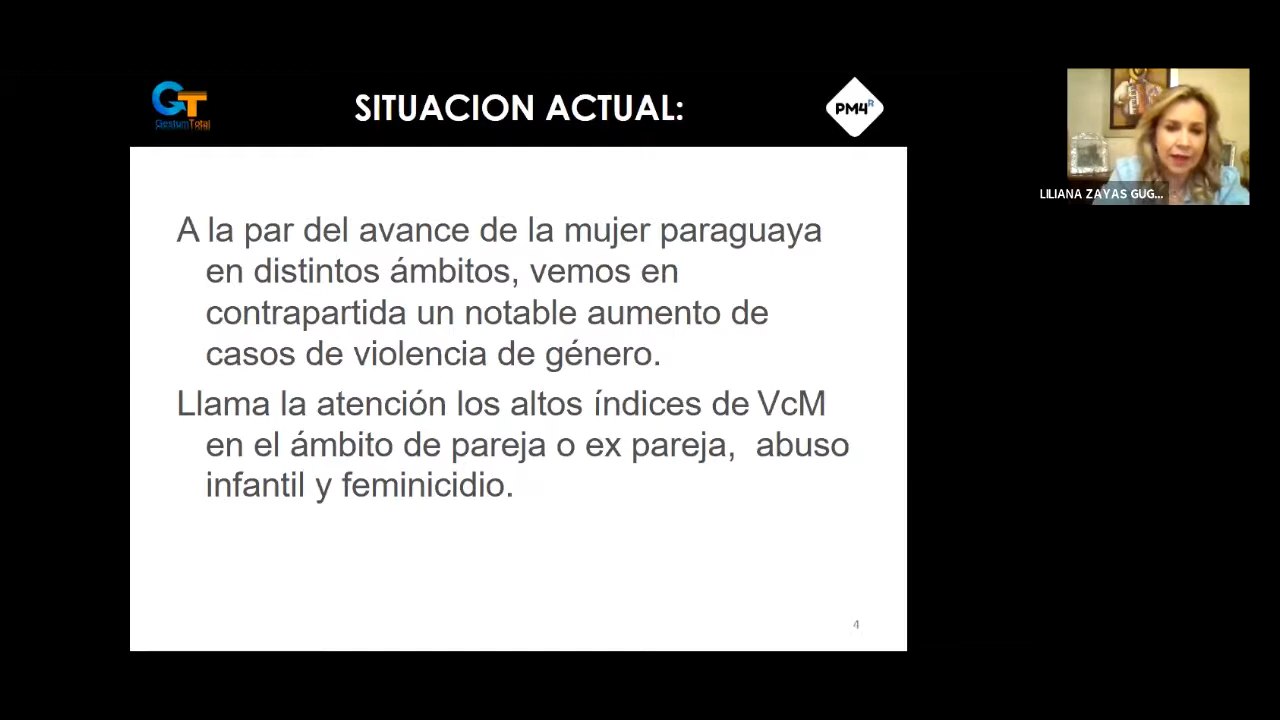 GT
GestumTotal
SITUACION ACTUAL:
PM4R
LILIANA ZAYAS GUG...
A la par del avance de la mujer paraguaya
en distintos ámbitos, vemos en
contrapartida un notable aumento de
casos de violencia de género.
Llama la atención los altos índices de VcM
en el ámbito de pareja o ex pareja,  abuso
infantil y feminicidio.
4